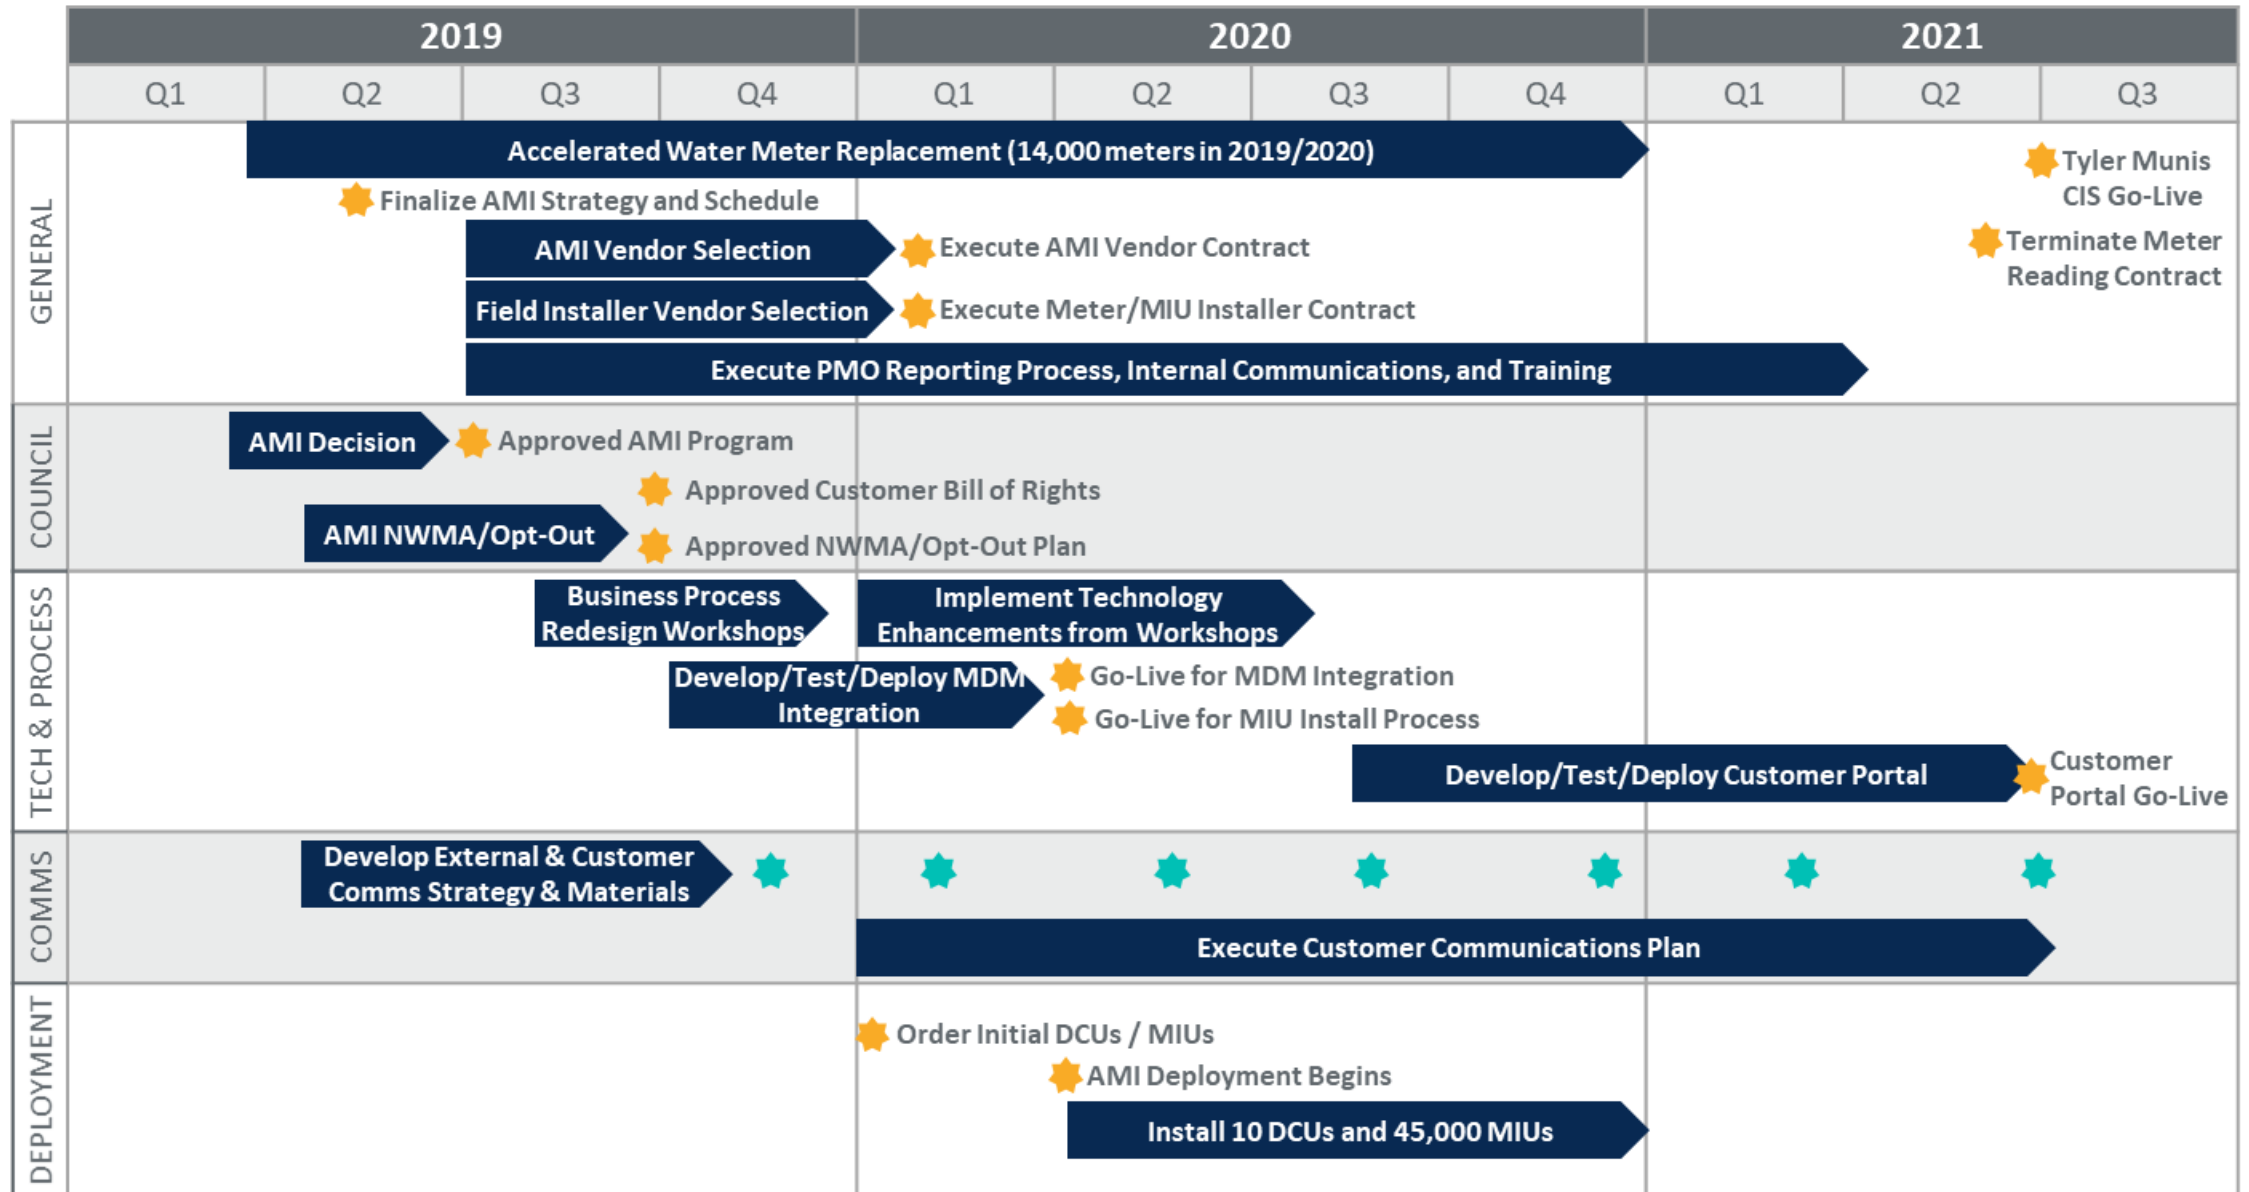 2019
2020
2021
Q1
Q2
Q3
Q4
Q1
Q2
Q3
Q4
Q1
Q2
Q3
GENERAL
Accelerated Water Meter Replacement (14,000 meters in 2019/2020)
Tyler Munis
CIS Go-Live
Finalize AMI Strategy and Schedule
AMI Vendor Selection
Execute AMI Vendor Contract
Terminate Meter
Reading Contract
Field Installer Vendor Selection
Execute Meter/MIU Installer Contract
Execute PMO Reporting Process, Internal Communications, and Training
COUNCIL
AMI Decision
Approved AMI Program
Approved Customer Bill of Rights
AMI NWMA/Opt-Out
Approved NWMA/Opt-Out Plan
TECH & PROCESS
Business Process
Redesign Workshops
Implement Technology
Enhancements from Workshops
Develop/Test/Deploy MDM
Integration
Go-Live for MDM Integration
Go-Live for MIU Install Process
Develop/Test/Deploy Customer Portal
Customer
Portal Go-Live
COMMS
Develop External & Customer
Comms Strategy & Materials
Execute Customer Communications Plan
DEPLOYMENT
Order Initial DCUs / MIUs
AMI Deployment Begins
Install 10 DCUs and 45,000 MIUs